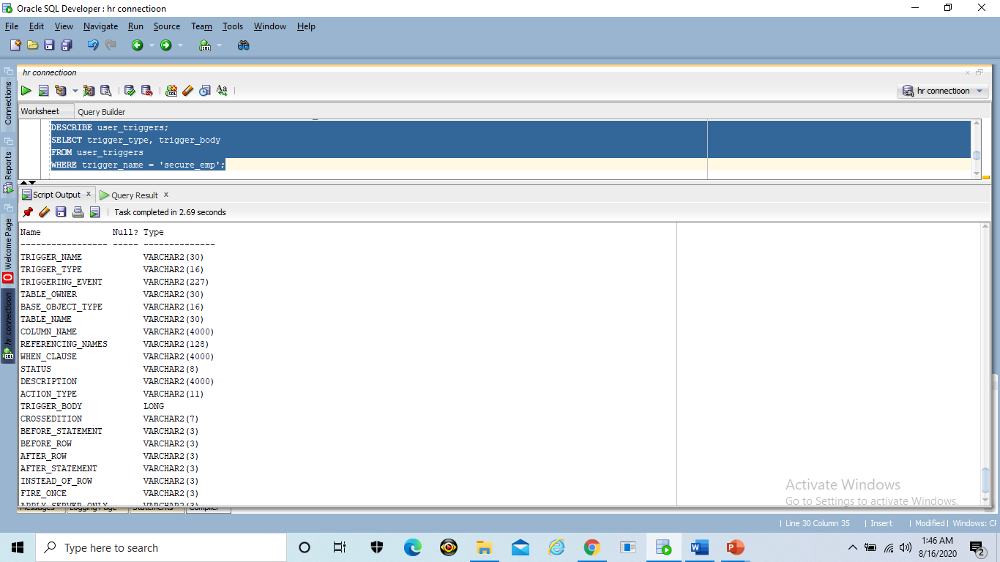 Oracle SQL Developer : hr connectioon
File Edit View Navigate Run Source Team Tools Window Help
hr connectioon
hr connectioon
Worksheet Query Builder
DESCRIBE user_triggers;
SELECT trigger_type, trigger_body
FROM user_triggers
WHERE trigger_name = 'secure_emp';
Script Output x Query Result x
Task completed in 2.69 seconds
Name Null? Type
----------------- ----- --------------
TRIGGER_NAME VARCHAR2(30)
TRIGGER_TYPE VARCHAR2(16)
TRIGGERING_EVENT VARCHAR2(227)
TABLE_OWNER VARCHAR2(30)
BASE_OBJECT_TYPE VARCHAR2(16)
TABLE_NAME VARCHAR2(30)
COLUMN_NAME VARCHAR2(4000)
REFERENCING_NAMES VARCHAR2(128)
WHEN_CLAUSE VARCHAR2(4000)
STATUS VARCHAR2(8)
DESCRIPTION VARCHAR2(4000)
ACTION_TYPE VARCHAR2(11)
TRIGGER_BODY LONG
CROSSEDITION VARCHAR2(7)
BEFORE_STATEMENT VARCHAR2(3)
BEFORE_ROW VARCHAR2(3)
AFTER_ROW VARCHAR2(3)
AFTER_STATEMENT VARCHAR2(3)
INSTEAD_OF_ROW VARCHAR2(3)
FIRE_ONCE VARCHAR2(3)
APPLY_SERVER_ONLY VARCHAR2(3)
Messages Logging Page Statements Compiler
Connections
Reports
Welcome Page
hr connectioon
Activate Windows
Go to Settings to activate Windows.
Line 30 Column 35 Insert Modified Windows: CF
Type here to search
1:46 AM
8/16/2020
2